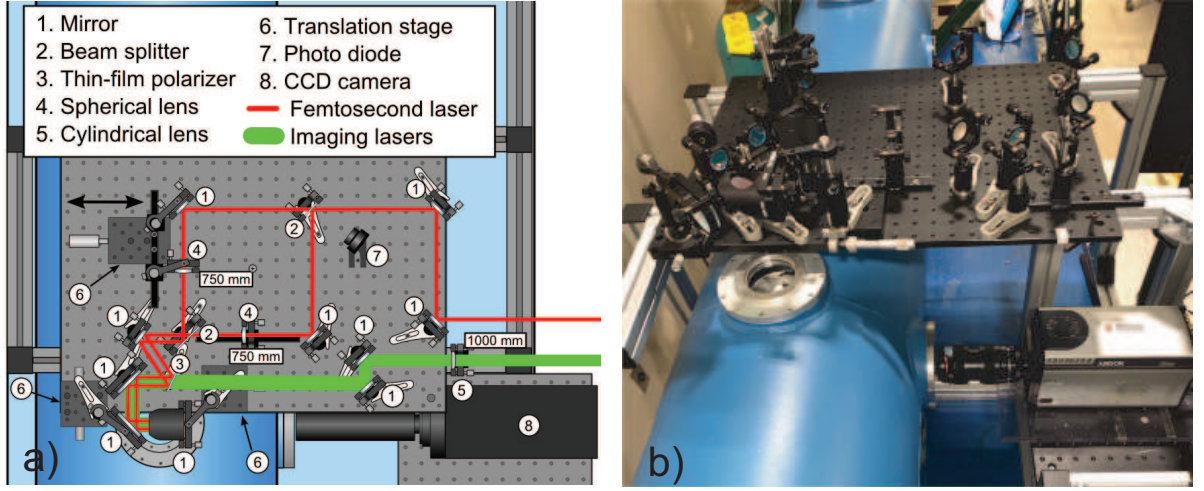 1. Mirror
2. Beam splitter
3. Thin-film polarizer
4. Spherical lens
5. Cylindrical lens
6. Translation stage
7. Photo diode
8. CCD camera
Femtosecond laser
Imaging lasers
1
1
1
2
4
7
750 mm
6
1
4
1
1
1
2
1000 mm
750 mm
1
3
6
1
5
8
1
1
6
a)
b)
ANDOR